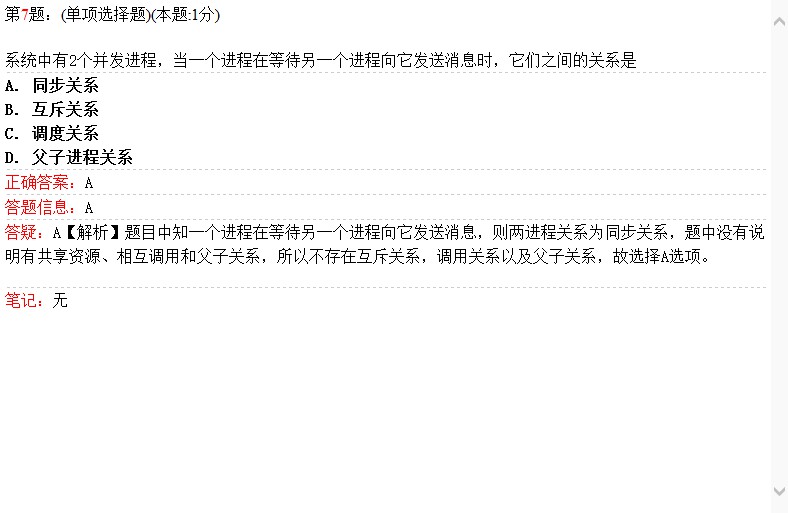 第7题：(单项选择题)(本题:1分)
系统中有2个并发进程，当一个进程在等待另一个进程向它发送消息时，它们之间的关系是
A. 同步关系
B. 互斥关系
C. 调度关系
D. 父子进程关系
正确答案：A
答题信息：A
答疑：A【解析】题目中知一个进程在等待另一个进程向它发送消息，则两进程关系为同步关系，题中没有说
明有共享资源、相互调用和父子关系，所以不存在互斥关系，调用关系以及父子关系，故选择A选项。
笔记：无